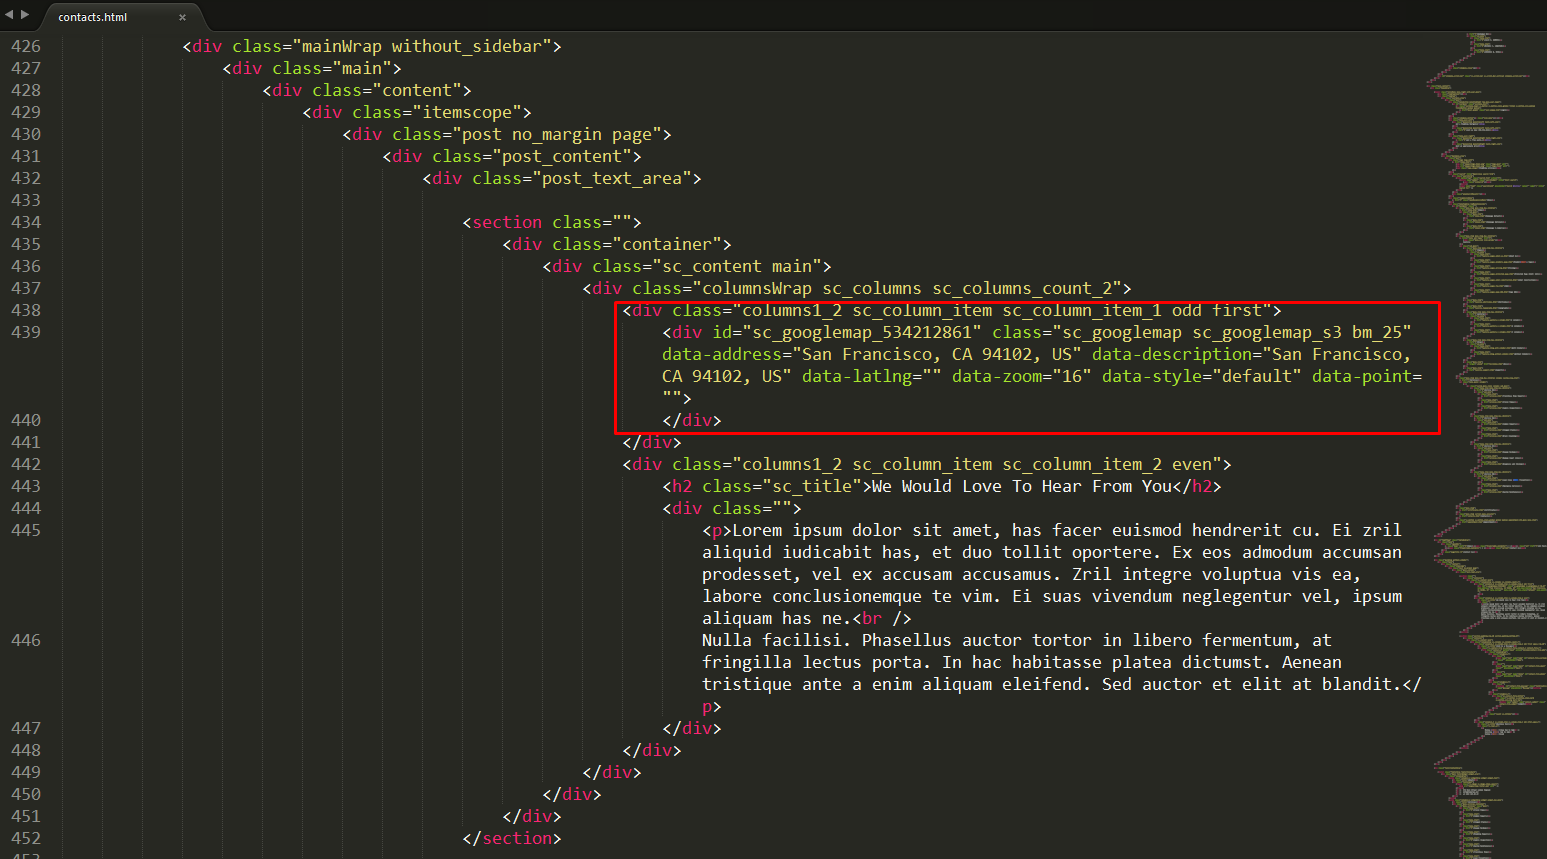 contacts.html ×
426 <div class="mainWrap without_sidebar">
427 <div class="main">
428 <div class="content">
429 <div class="itemscope">
430 <div class="post no_margin page">
431 <div class="post_content">
432 <div class="post_text_area">
433
434 <section class="">
435 <div class="container">
436 <div class="sc_content main">
437 <div class="columnsWrap sc_columns sc_columns_count_2">
438 <div class="columns1_2 sc_column_item sc_column_item_1 odd first">
439 <div id="sc_googlemap_534212861" class="sc_googlemap sc_googlemap_s3 bm_25"
data-address="San Francisco, CA 94102, US" data-description="San Francisco,
CA 94102, US" data-latlng="" data-zoom="16" data-style="default" data-point=
"">
440 </div>
441 </div>
442 <div class="columns1_2 sc_column_item sc_column_item_2 even">
443 <h2 class="sc_title">We Would Love To Hear From You</h2>
444 <div class="">
445 <p>Lorem ipsum dolor sit amet, has facer euismod hendrerit cu. Ei zril
aliquid iudicabit has, et duo tollit oportere. Ex eos admodum accumsan
prodesset, vel ex accusam accusamus. Zril integre voluptua vis ea,
labore conclusionemque te vim. Ei suas vivendum neglegentur vel, ipsum
aliquam has ne.<br />
446 Nulla facilisi. Phasellus auctor tortor in libero fermentum, at
fringilla lectus porta. In hac habitasse platea dictumst. Aenean
tristique ante a enim aliquam eleifend. Sed auctor et elit at blandit.</
p>
447 </div>
448 </div>
449 </div>
450 </div>
451 </div>
452 </section>
453